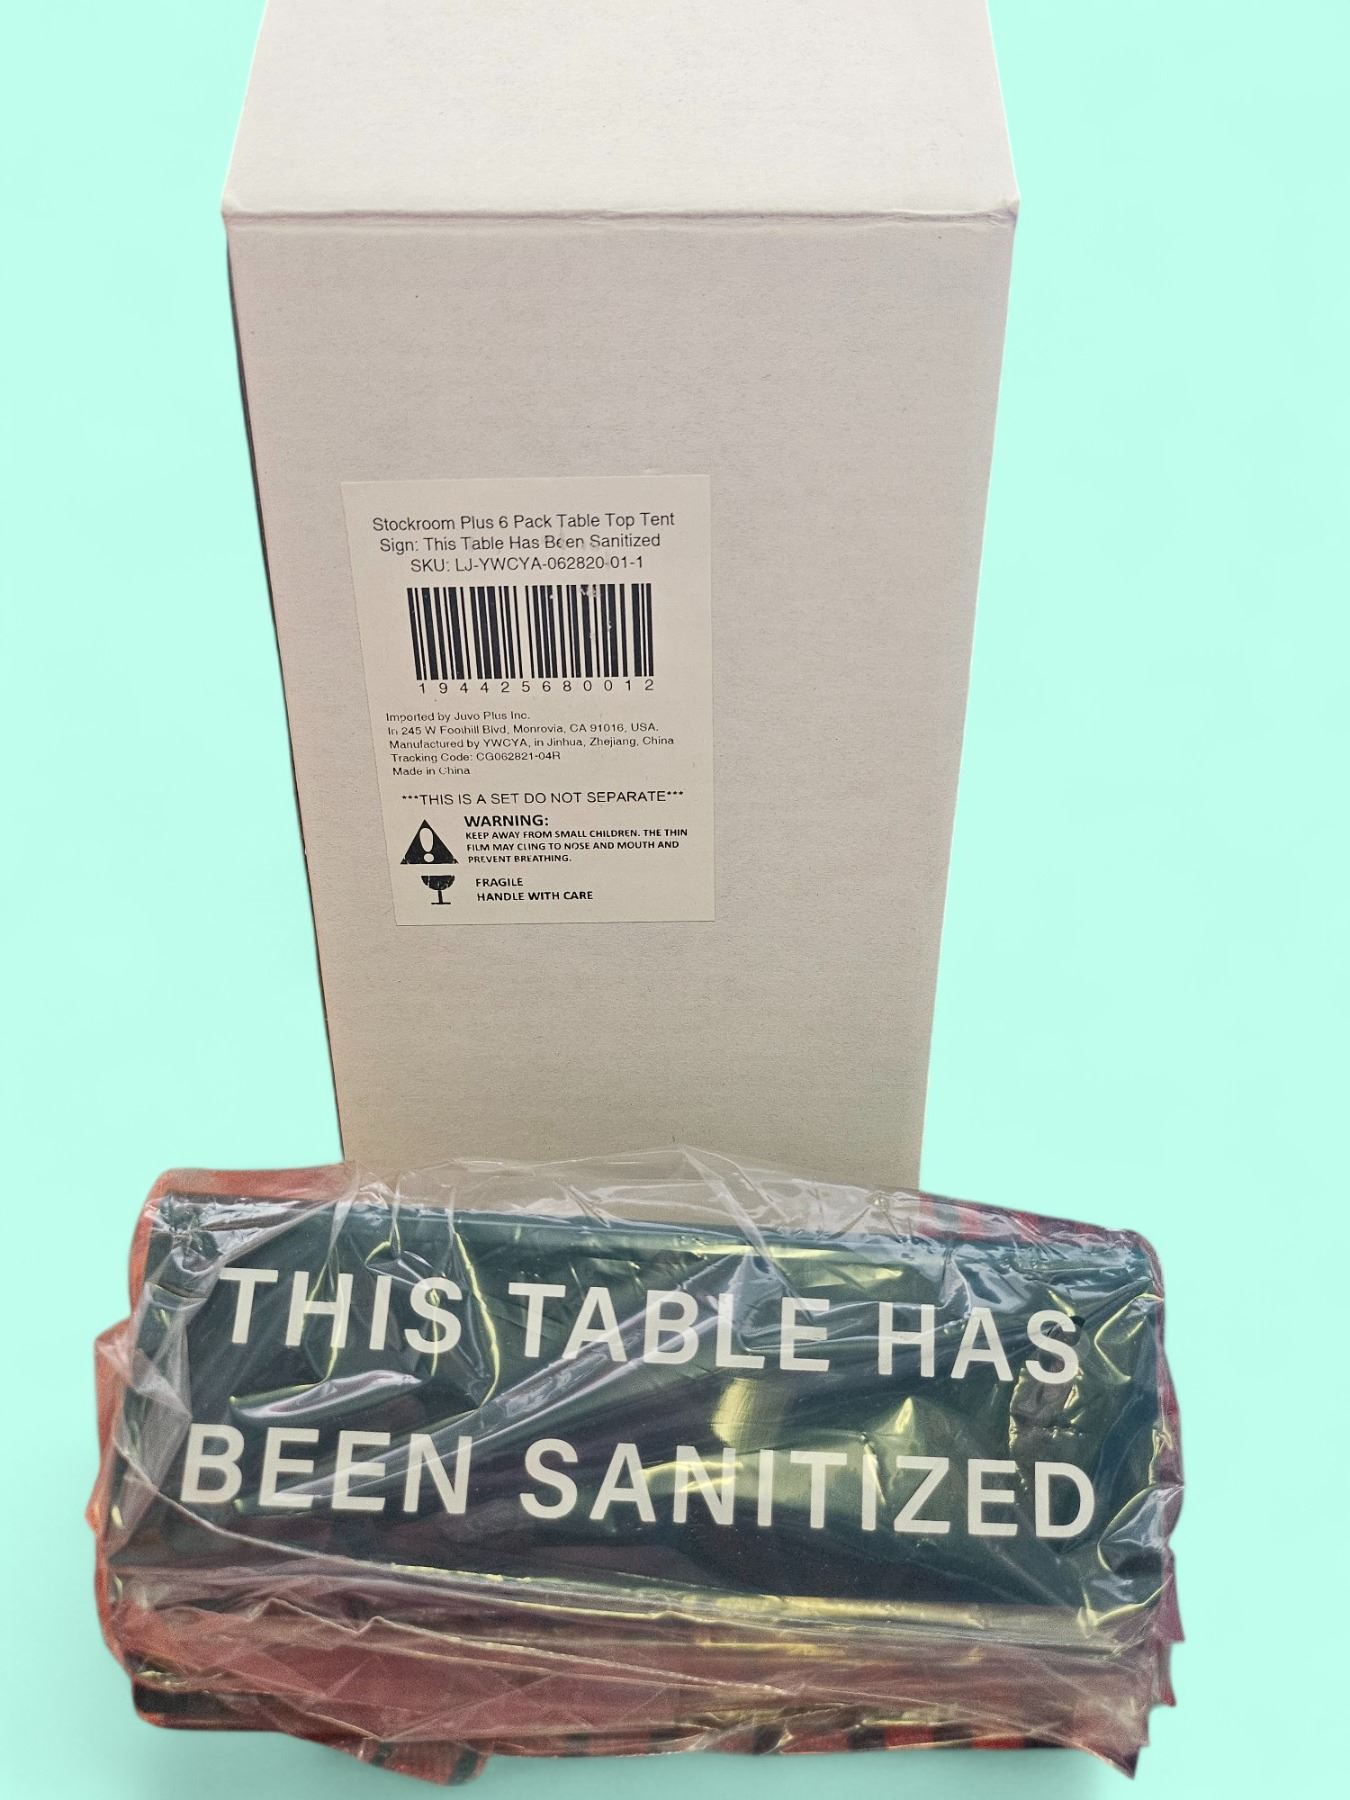 Stockroom Plus 6 Pack Table Top Tent
Sign: This Table Has Been Sanitized
SKU: LJ-YWCYA-062820-01-1
194425680012
Imported by Juvo Plus Inc.
In 245 W Foothill Blvd, Monrovia, CA 91016, USA.
Manufactured by YWCYA, in Jinhua, Zhejiang, China
Tracking Code: CG062821-04R
Made in China
***THIS IS A SET DO NOT SEPARATE***
WARNING:
KEEP AWAY FROM SMALL CHILDREN. THE THIN
FILM MAY CLING TO NOSE AND MOUTH AND
PREVENT BREATHING.
FRAGILE
HANDLE WITH CARE
THIS TABLE HAS
BEEN SANITIZED